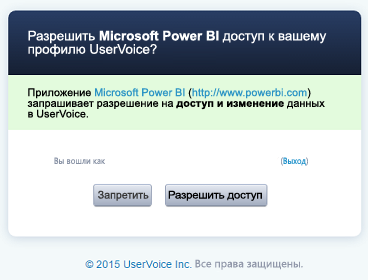 Разрешить Microsoft Power BI доступ к вашему
профилю UserVoice?
Приложение Microsoft Power BI (http://www.powerbi.com)
запрашивает разрешение на доступ и изменение данных
в UserVoice.
Вы вошли как (Выход)
Запретить Разрешить доступ
© 2015 UserVoice Inc. Все права защищены.